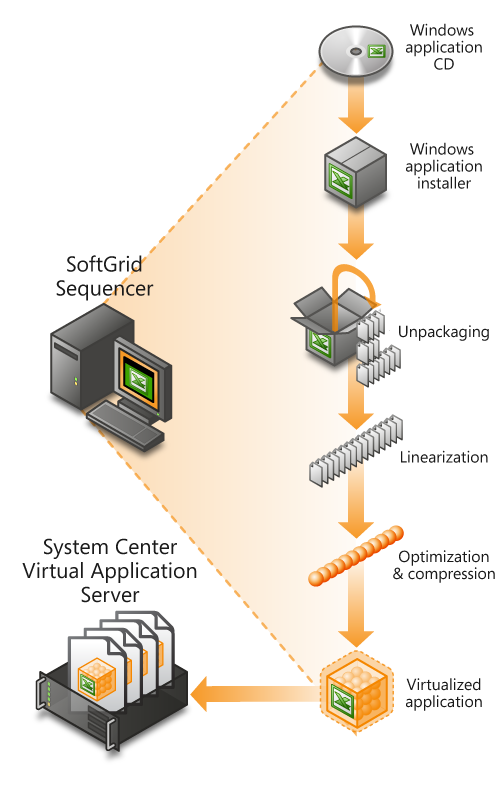 Windows
application
CD
Windows
application
installer
SoftGrid
Sequencer
Unpackaging
Linearization
System Center
Virtual Application
Server
Optimization
& compression
Virtualized
application